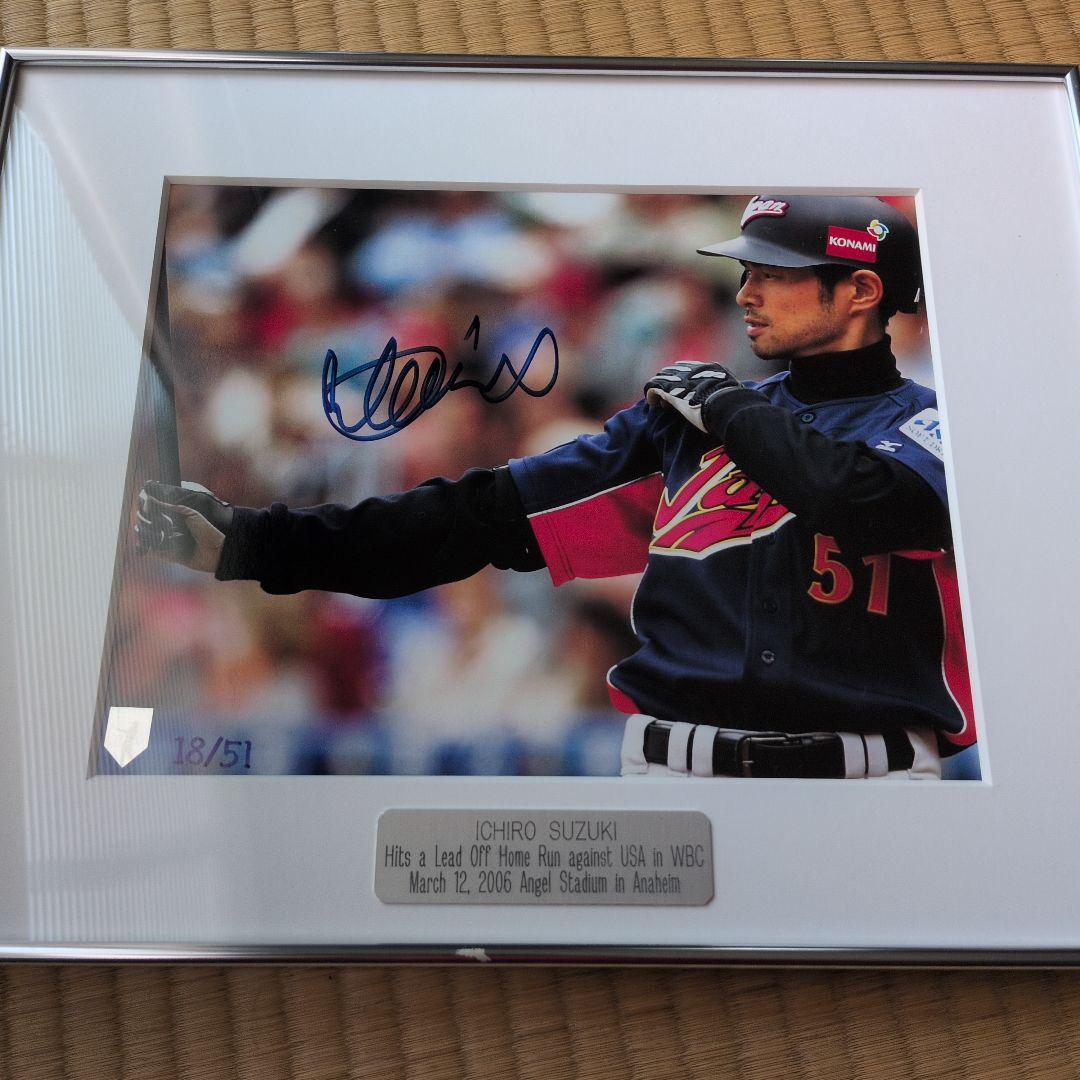 Japan
KONAMI
Ichiro
Japan
51
18/51
ICHIRO SUZUKI
Hits a Lead Off Home Run against USA in WBC
March 12, 2006 Angel Stadium in Anaheim